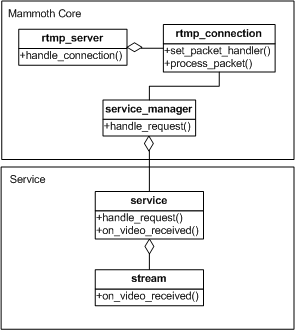 Mammoth Core
rtmp_server
+handle_connection()
rtmp_connection
+set_packet_handler()
+process_packet()
service_manager
+handle_request()
Service
service
+handle_request()
+on_video_received()
stream
+on_video_received()